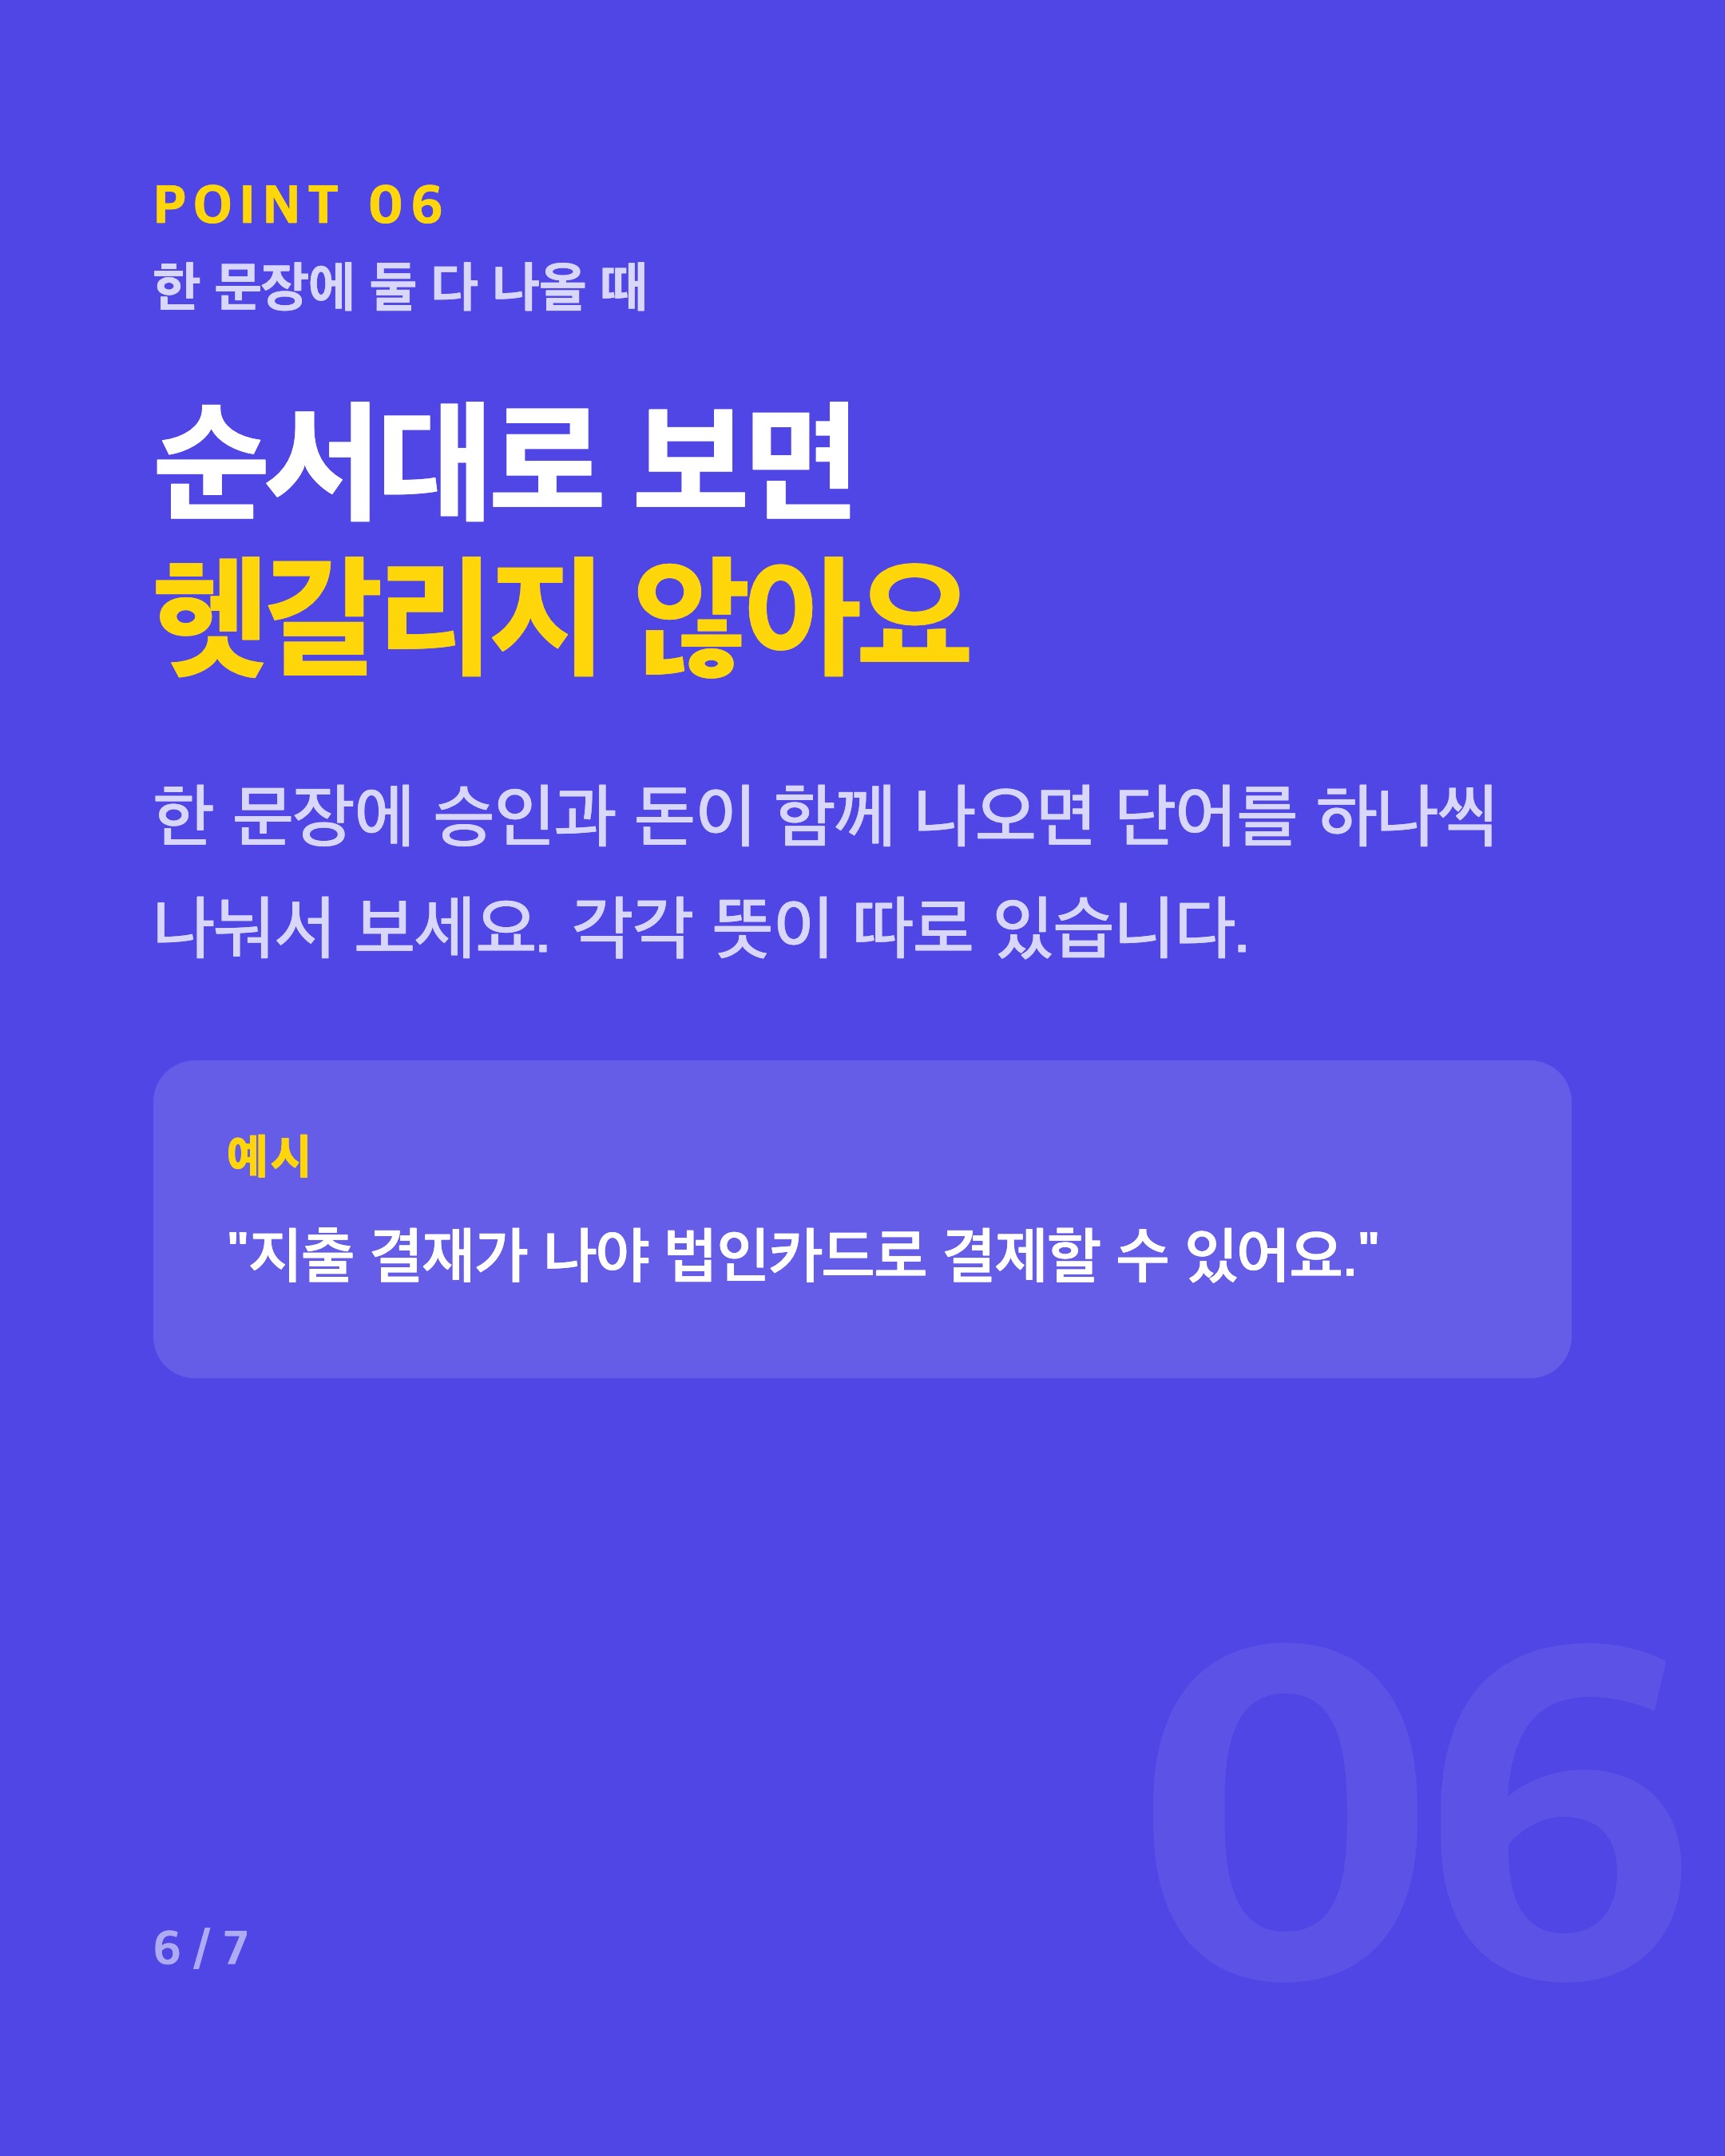 POINT 06
한 문장에 둘 다 나올 때
순서대로 보면
헷갈리지 않아요
한 문장에 승인과 돈이 함께 나오면 단어를 하나씩
나눠서 보세요. 각각 뜻이 따로 있습니다.
예시
"지출 결재가 나야 법인카드로 결제할 수 있어요."
06
6 / 7